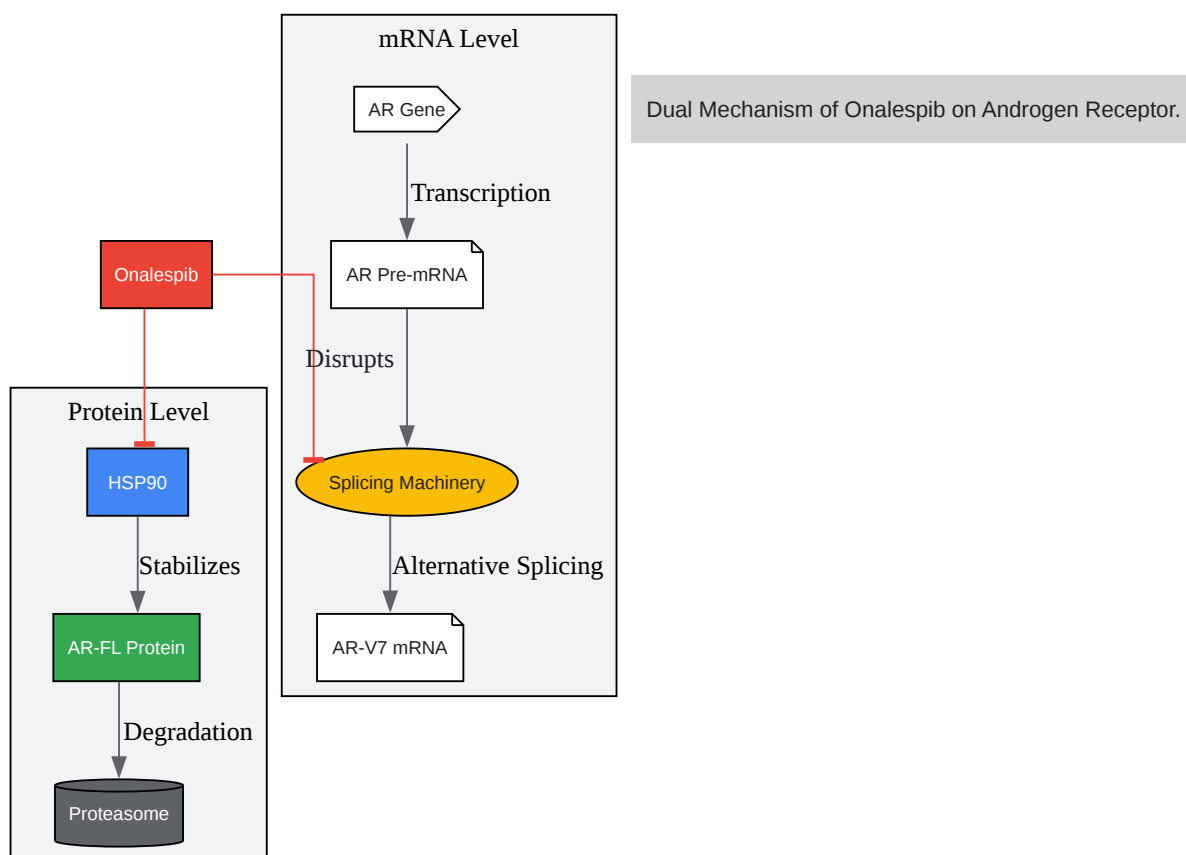 mRNA Level
AR Gene
Dual Mechanism of Onalespib on Androgen Receptor.
Transcription
Onalespib
AR Pre-mRNA
Disrupts
Protein Level
HSP90
Splicing Machinery
Stabilizes
Alternative Splicing
AR-FL Protein
AR-V7 mRNA
Degradation
Proteasome